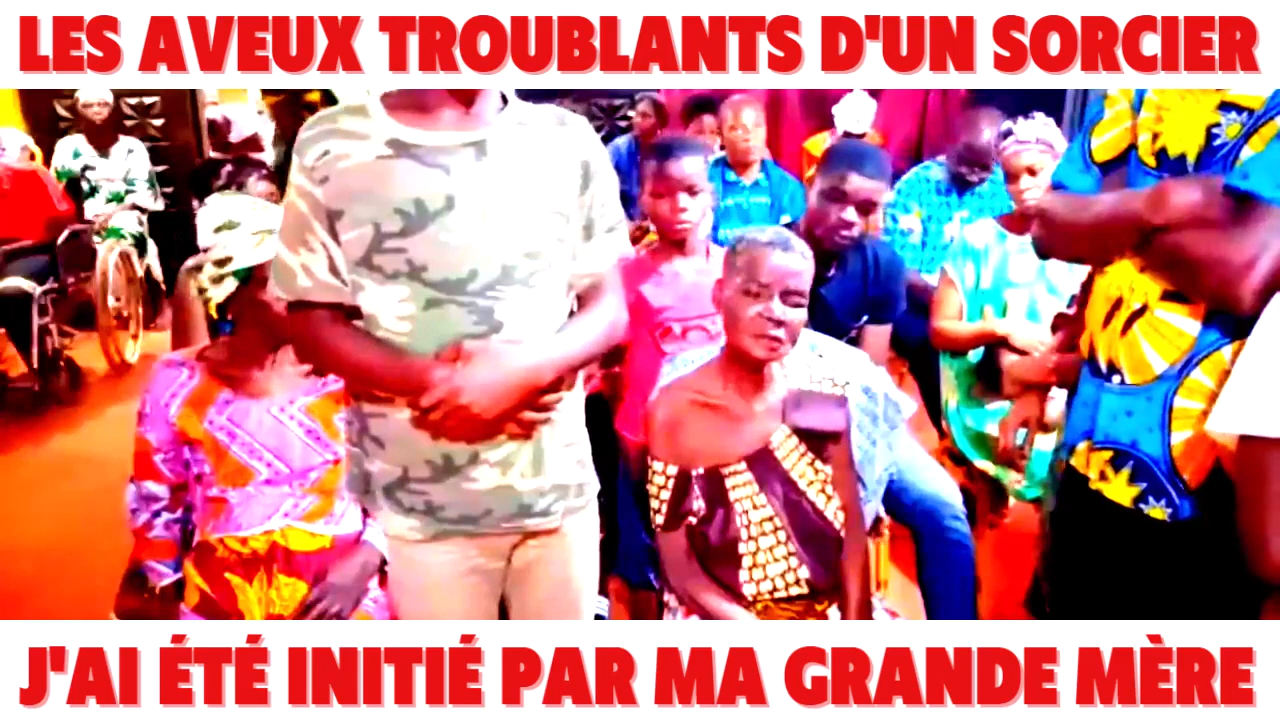 LES AVEUX TROUBLANTS D'UN SORCIER
J'AI ÉTÉ INITIÉ PAR MA GRANDE MÈRE